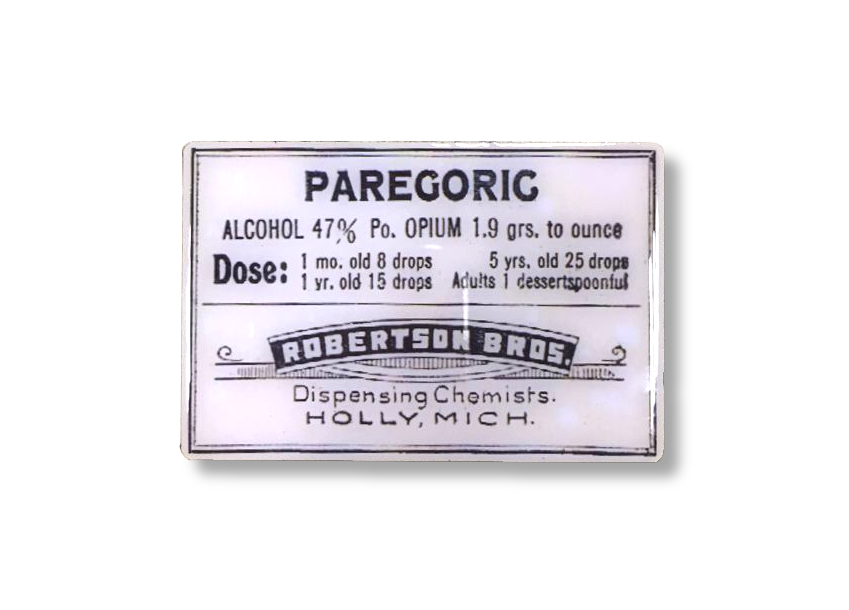 PAREGORIC
ALCOHOL 47% Po. OPIUM 1.9 grs. to ounce
Dose: 1 mo. old 8 drops 5 yrs. old 25 drops
1 yr. old 15 drops Adults 1 dessertspoonful
ROBERTSON BROS.
Dispensing Chemists.
HOLLY, MICH.